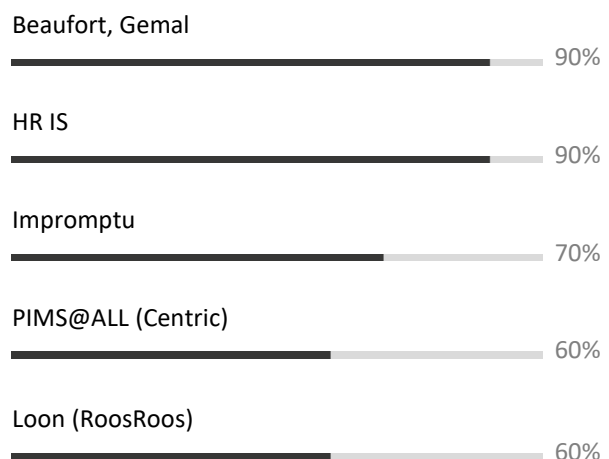 Beaufort, Gemal
90%
HR IS
90%
Impromptu
70%
PIMS@ALL (Centric)
60%
Loon (RoosRoos)
60%